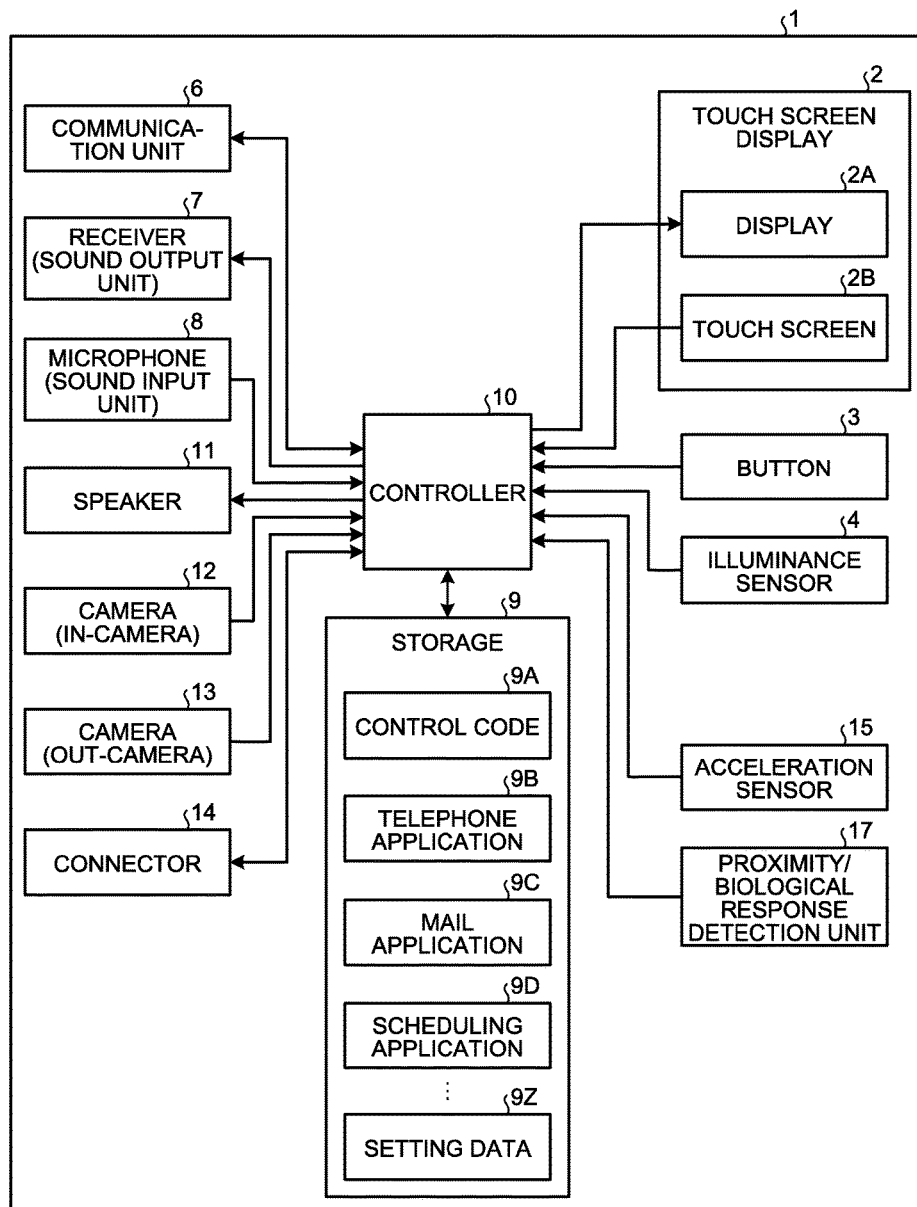 1
6
COMMUNICA-
TION UNIT
7
RECEIVER
(SOUND OUTPUT
UNIT)
8
MICROPHONE
(SOUND INPUT
UNIT)
11
SPEAKER
12
CAMERA
(IN-CAMERA)
13
CAMERA
(OUT-CAMERA)
14
CONNECTOR
10
CONTROLLER
9
STORAGE
9A
CONTROL CODE
9B
TELEPHONE
APPLICATION
9C
MAIL
APPLICATION
9D
SCHEDULING
APPLICATION
⋮
9Z
SETTING DATA
2
TOUCH SCREEN
DISPLAY
2A
DISPLAY
2B
TOUCH SCREEN
3
BUTTON
4
ILLUMINANCE
SENSOR
15
ACCELERATION
SENSOR
17
PROXIMITY/
BIOLOGICAL
RESPONSE
DETECTION UNIT